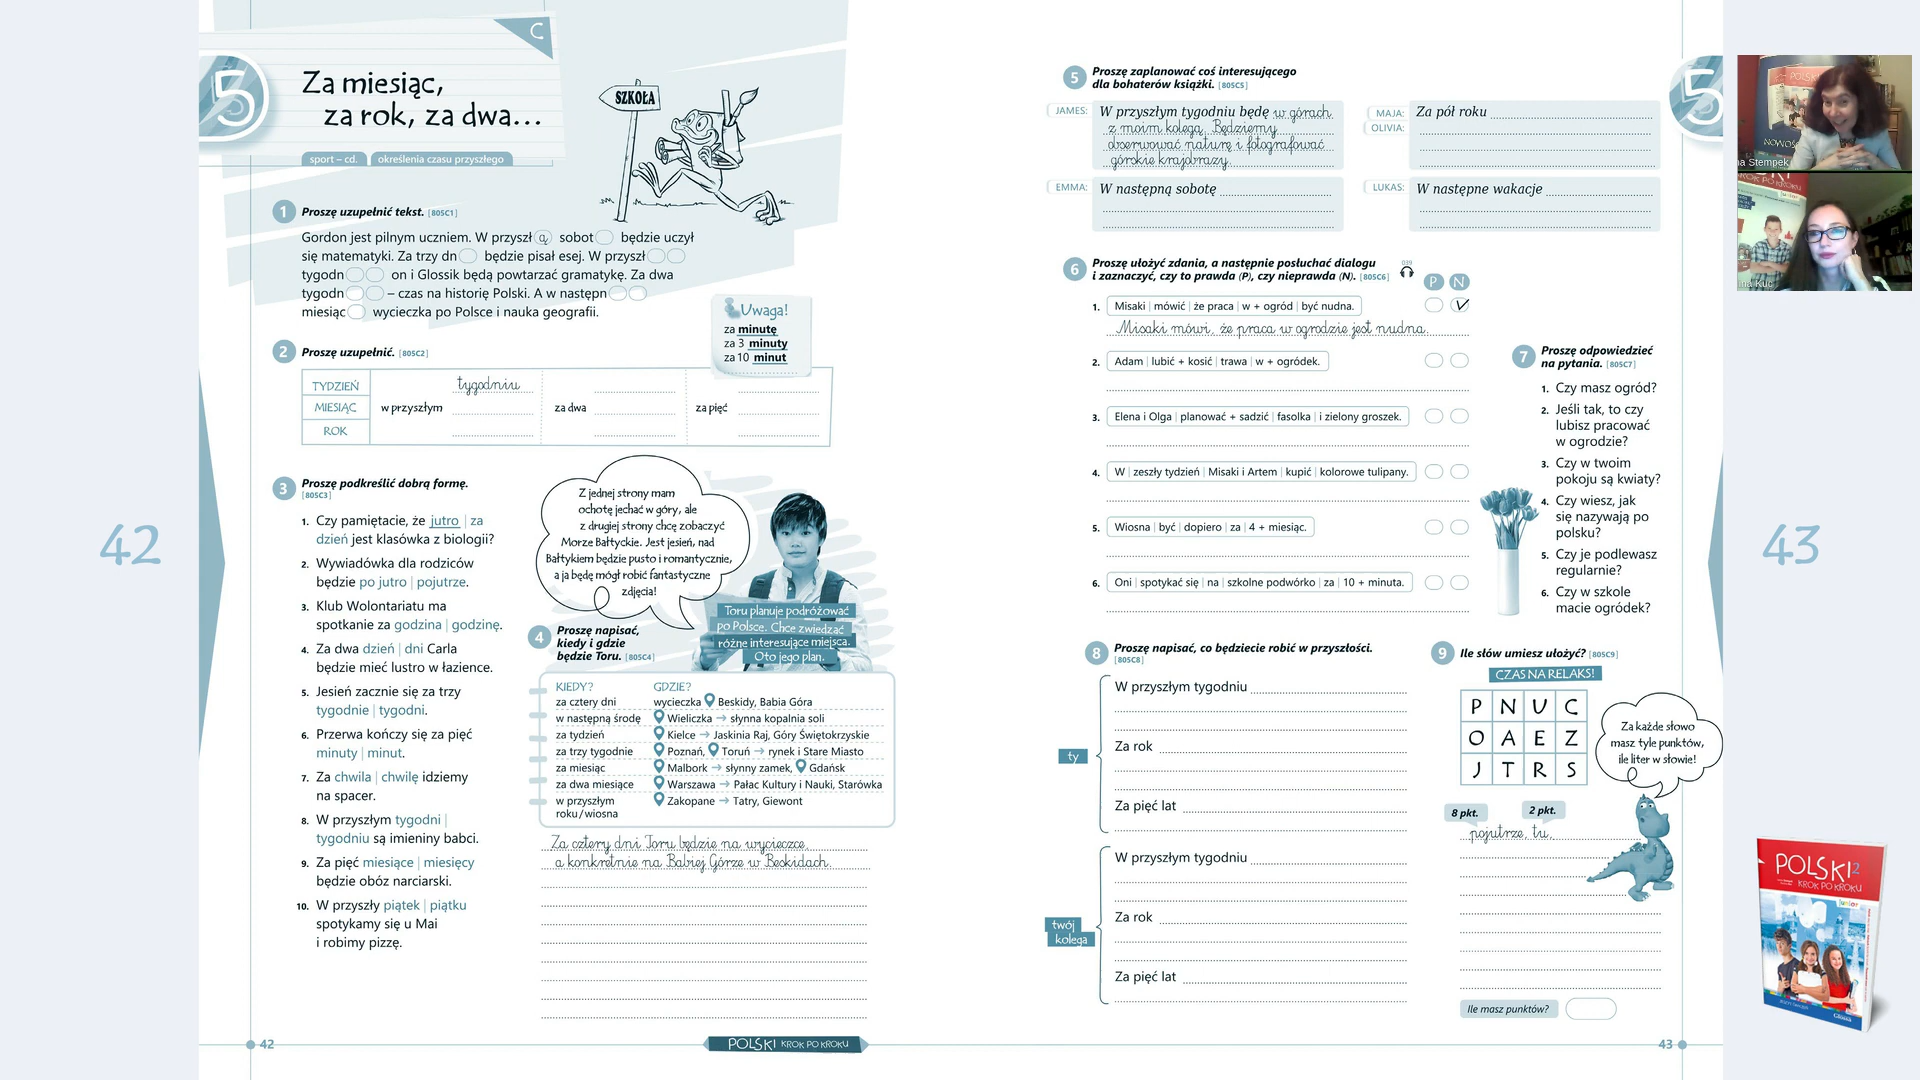 C
5
Za miesiąc,
za rok, za dwa...
sport – cd.
określenia czasu przyszłego
SZKOŁA
1 Proszę uzupełnić tekst. [805C1]
Gordon jest pilnym uczniem. W przyszł ą sobot będzie uczył
się matematyki. Za trzy dn będzie pisał esej. W przyszł
tygodn on i Glossik będą powtarzać gramatykę. Za dwa
tygodn – czas na historię Polski. A w następn
miesiąc wycieczka po Polsce i nauka geografii.
Uwaga!
za minutę
za 3 minuty
za 10 minut
2 Proszę uzupełnić. [805C2]
TYDZIEŃ tygodniu
MIESIĄC w przyszłym za dwa za pięć
ROK
3 Proszę podkreślić dobrą formę.
[805C3]
1. Czy pamiętacie, że jutro | za
dzień jest klasówka z biologii?
2. Wywiadówka dla rodziców
będzie po jutro | pojutrze.
3. Klub Wolontariatu ma
spotkanie za godzina | godzinę.
4. Za dwa dzień | dni Carla
będzie mieć lustro w łazience.
5. Jesień zacznie się za trzy
tygodnie | tygodni.
6. Przerwa kończy się za pięć
minuty | minut.
7. Za chwila | chwilę idziemy
na spacer.
8. W przyszłym tygodni |
tygodniu są imieniny babci.
9. Za pięć miesiące | miesięcy
będzie obóz narciarski.
10. W przyszły piątek | piątku
spotykamy się u Mai
i robimy pizzę.
Z jednej strony mam
ochotę jechać w góry, ale
z drugiej strony chcę zobaczyć
Morze Bałtyckie. Jest jesień, nad
Bałtykiem będzie pusto i romantycznie,
a ja będę mógł robić fantastyczne
zdjęcia!
Toru planuje podróżować
po Polsce. Chce zwiedzać
różne interesujące miejsca.
Oto jego plan.
4 Proszę napisać,
kiedy i gdzie
będzie Toru. [805C4]
KIEDY? GDZIE?
za cztery dni wycieczka Beskidy, Babia Góra
w następną środę Wieliczka → słynna kopalnia soli
za tydzień Kielce → Jaskinia Raj, Góry Świętokrzyskie
za trzy tygodnie Poznań, Toruń → rynek i Stare Miasto
za miesiąc Malbork → słynny zamek, Gdańsk
za dwa miesiące Warszawa → Pałac Kultury i Nauki, Starówka
w przyszłym Zakopane → Tatry, Giewont
roku/wiosna
Za cztery dni Toru będzie na wycieczce,
a konkretnie na Babiej Górze w Beskidach.
42
42
POLSKI KROK PO KROKU
5 Proszę zaplanować coś interesującego
dla bohaterów książki. [805C5]
JAMES: W przyszłym tygodniu będę w górach
z moim kolegą. Będziemy
obserwować naturę i fotografować
górskie krajobrazy.
MAJA: Za pół roku
OLIVIA:
EMMA: W następną sobotę
LUKAS: W następne wakacje
6 Proszę ułożyć zdania, a następnie posłuchać dialogu
i zaznaczyć, czy to prawda (P), czy nieprawda (N). [805C6]
039
P N
1. Misaki | mówić | że praca | w + ogród | być nudna.
Misaki mówi, że praca w ogrodzie jest nudna.
2. Adam | lubić + kosić | trawa | w + ogródek.
3. Elena i Olga | planować + sadzić | fasolka | i zielony groszek.
4. W | zeszły tydzień | Misaki i Artem | kupić | kolorowe tulipany.
5. Wiosna | być | dopiero | za | 4 + miesiąc.
6. Oni | spotykać się | na | szkolne podwórko | za | 10 + minuta.
7 Proszę odpowiedzieć
na pytania. [805C7]
1. Czy masz ogród?
2. Jeśli tak, to czy
lubisz pracować
w ogrodzie?
3. Czy w twoim
pokoju są kwiaty?
4. Czy wiesz, jak
się nazywają po
polsku?
5. Czy je podlewasz
regularnie?
6. Czy w szkole
macie ogródek?
8 Proszę napisać, co będziecie robić w przyszłości.
[805C8]
ty
W przyszłym tygodniu
Za rok
Za pięć lat
twój
kolega
W przyszłym tygodniu
Za rok
Za pięć lat
9 Ile słów umiesz ułożyć? [805C9]
CZAS NA RELAKS!
P N U C
O A E Z
J T R S
Za każde słowo
masz tyle punktów,
ile liter w słowie!
8 pkt. 2 pkt.
pojutrze, tu,
Ile masz punktów?
43
43
5
POLSKI
NOWOŚ
na Stempek
KROK PO KROKU
na Kuc
POLSKI 2
KROK PO KROKU
junior
Glossa